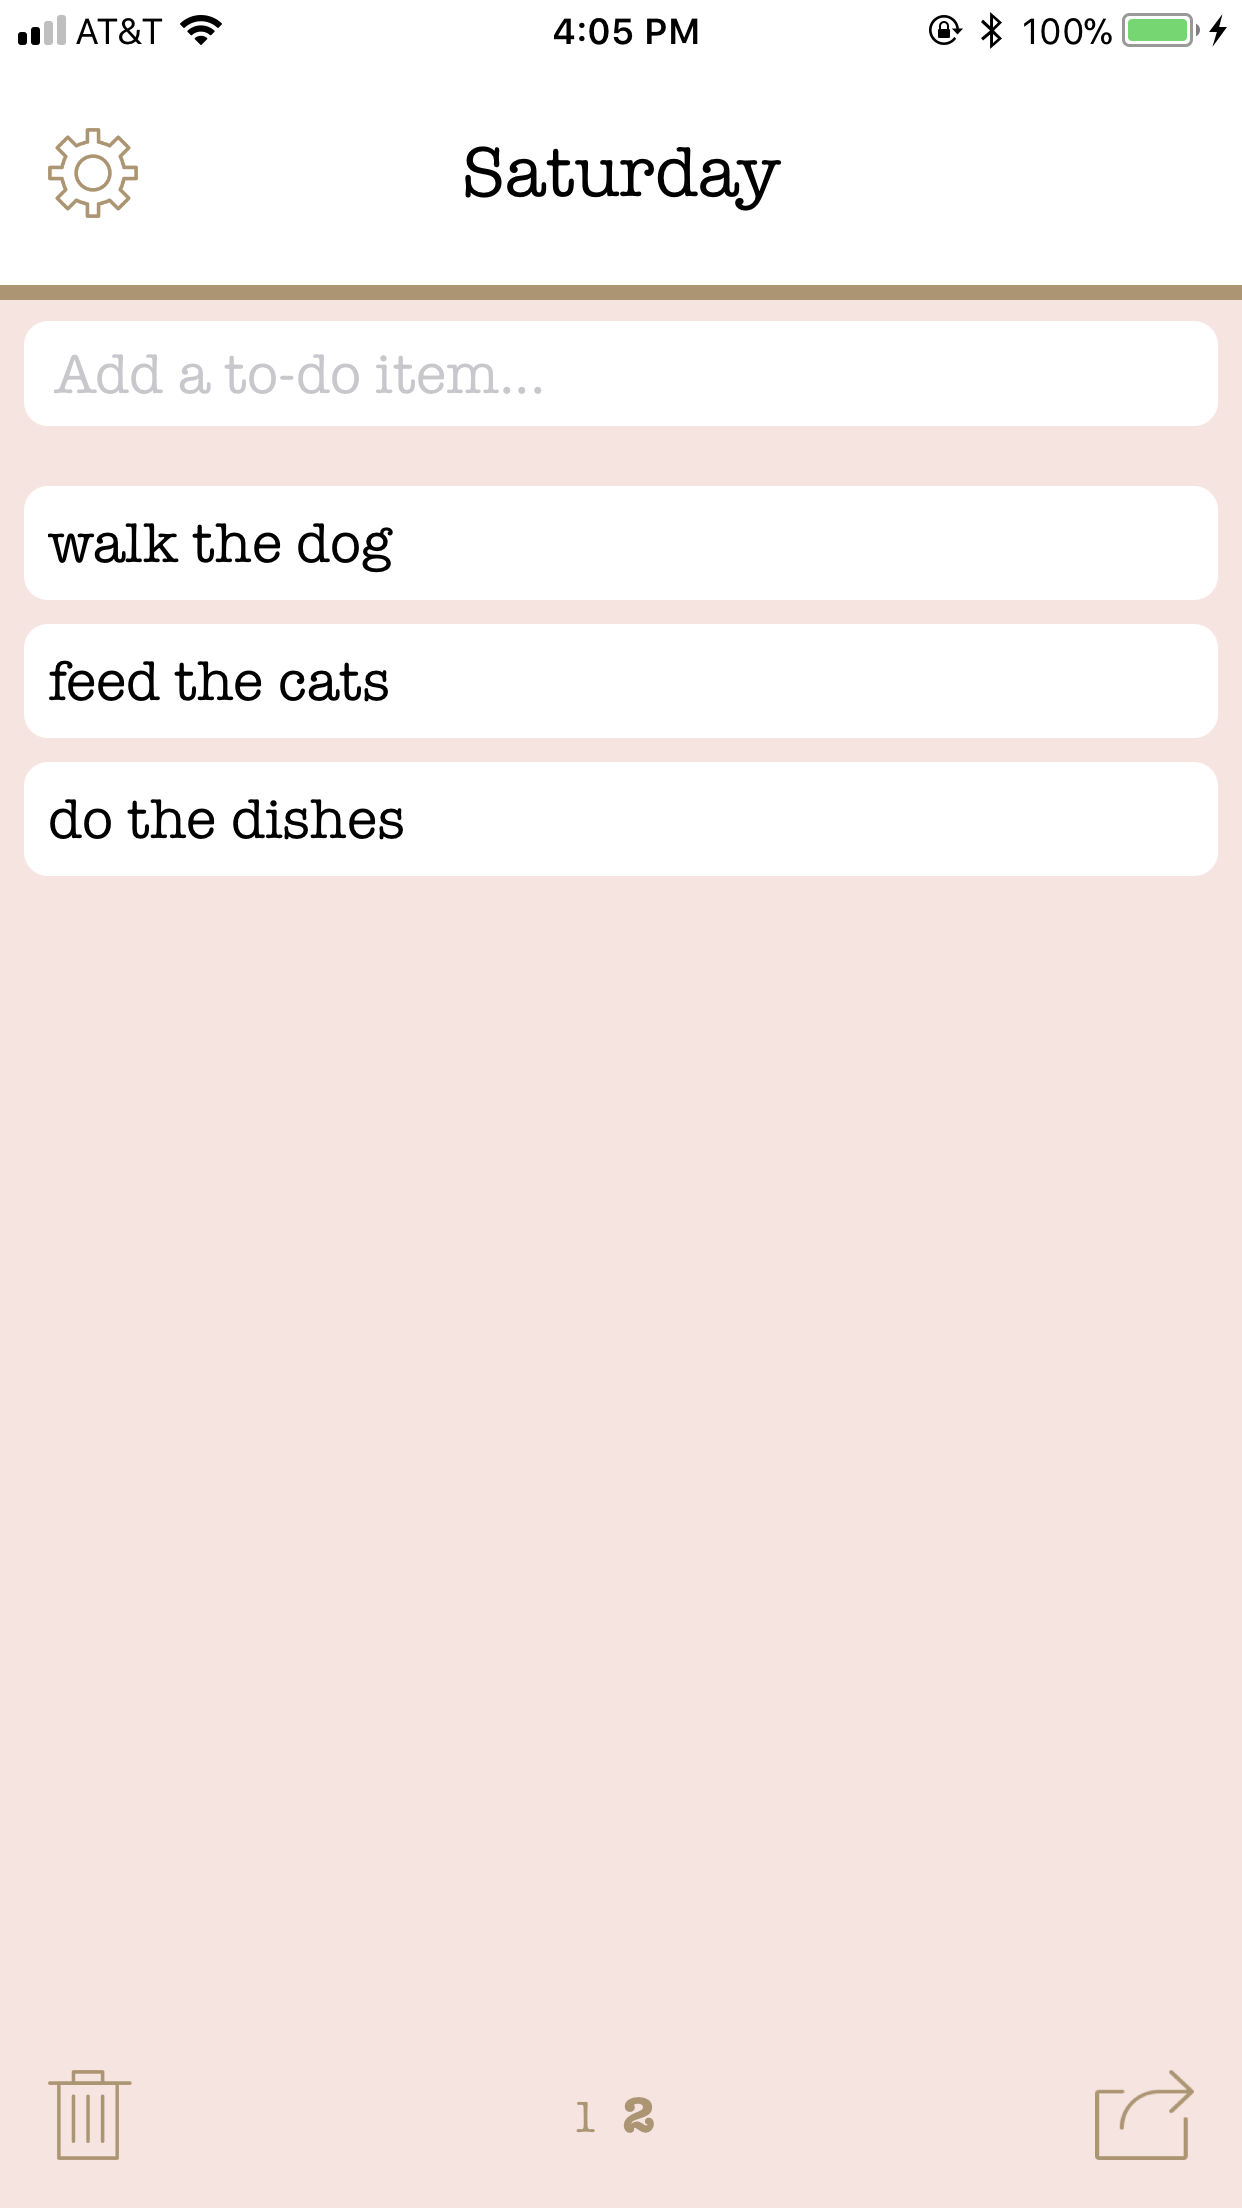 AT&T 4:05 PM 100%
Saturday
Add a to-do item...
walk the dog
feed the cats
do the dishes
1 2